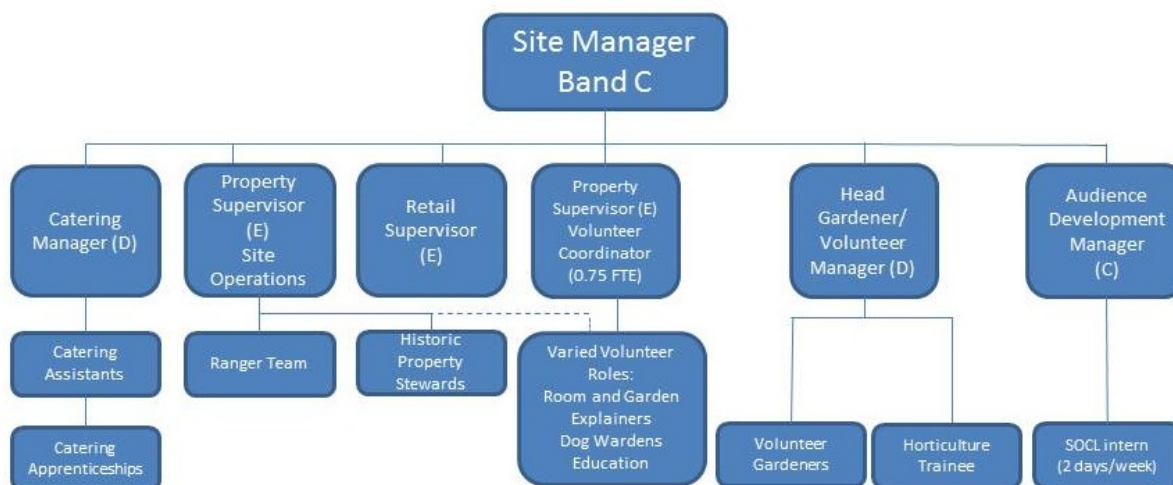 Site Manager
Band C
Catering
Manager (D)
Property
Supervisor
(E)
Site
Operations
Retail
Supervisor
(E)
Property
Supervisor (E)
Volunteer
Coordinator
(0.75 FTE)
Head
Gardener/
Volunteer
Manager (D)
Audience
Development
Manager
(C)
Catering
Assistants
Ranger Team
Historic
Property
Stewards
Varied Volunteer
Roles:
Room and Garden
Explainers
Dog Wardens
Education
Catering
Apprenticeships
Volunteer
Gardeners
Horticulture
Trainee
SOCL intern
(2 days/week)